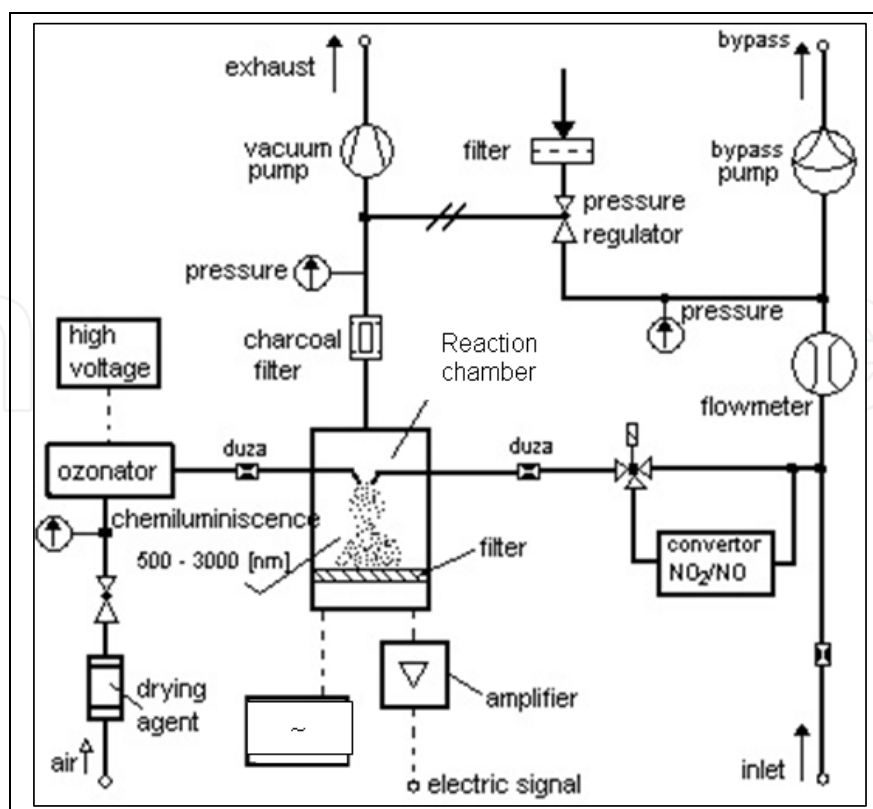 bypass
exhaust
vacuum
pump
filter
bypass
pump
pressure
regulator
pressure
pressure
high
voltage
charcoal
filter
Reaction
chamber
flowmeter
duza
duza
ozonator
chemiluminiscence
500 - 3000 [nm]
filter
convertor
NO2/NO
drying
agent
~
amplifier
air
electric signal
inlet